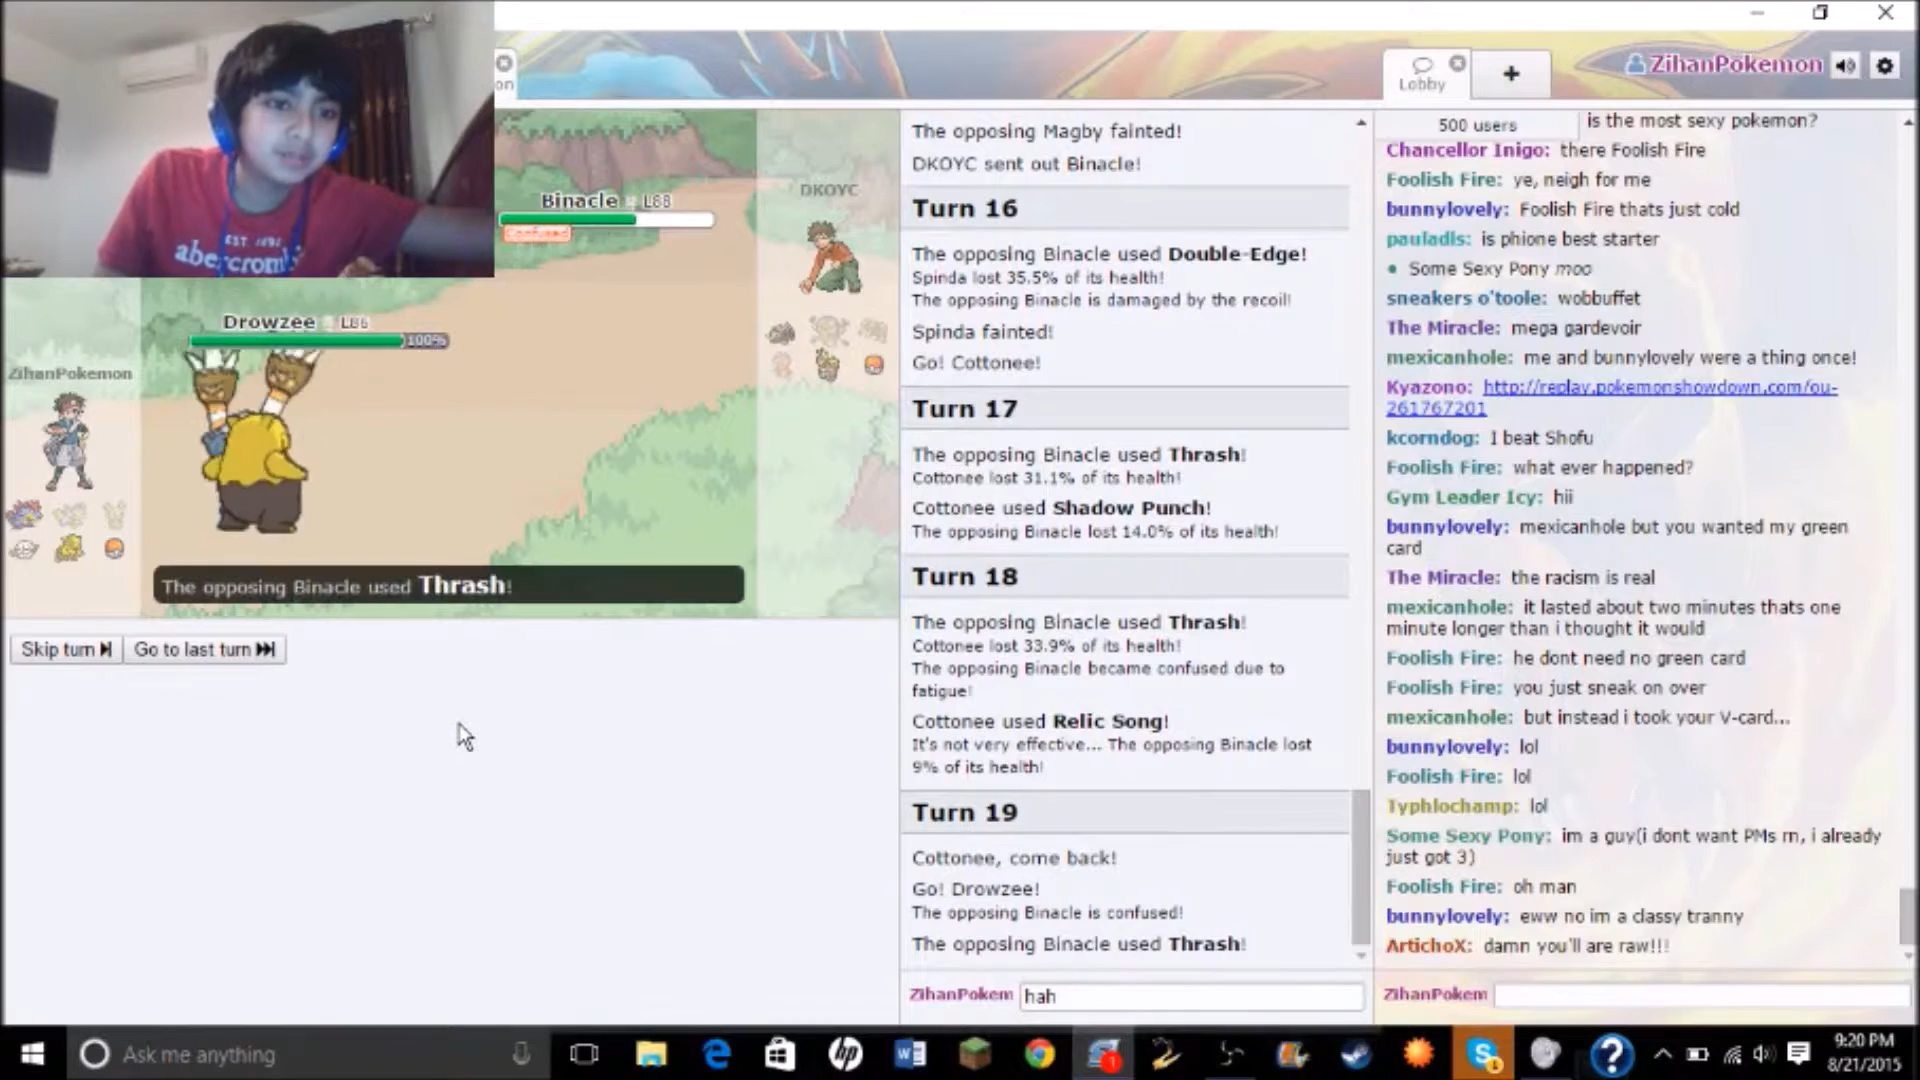 on
Lobby
+
ZihanPokemon
EST. 1892
abercrom
Binacle L88
Confused
DKOYC
Drowzee L86
100%
ZihanPokemon
The opposing Binacle used Thrash!
Skip turn
Go to last turn
The opposing Magby fainted!
DKOYC sent out Binacle!
Turn 16
The opposing Binacle used Double-Edge!
Spinda lost 35.5% of its health!
The opposing Binacle is damaged by the recoil!
Spinda fainted!
Go! Cottonee!
Turn 17
The opposing Binacle used Thrash!
Cottonee lost 31.1% of its health!
Cottonee used Shadow Punch!
The opposing Binacle lost 14.0% of its health!
Turn 18
The opposing Binacle used Thrash!
Cottonee lost 33.9% of its health!
The opposing Binacle became confused due to
fatigue!
Cottonee used Relic Song!
It's not very effective... The opposing Binacle lost
9% of its health!
Turn 19
Cottonee, come back!
Go! Drowzee!
The opposing Binacle is confused!
The opposing Binacle used Thrash!
ZihanPokem hah
500 users
is the most sexy pokemon?
Chancellor Inigo: there Foolish Fire
Foolish Fire: ye, neigh for me
bunnylovely: Foolish Fire thats just cold
pauladls: is phione best starter
• Some Sexy Pony moo
sneakers o'toole: wobbuffet
The Miracle: mega gardevoir
mexicanhole: me and bunnylovely were a thing once!
Kyazono: http://replay.pokemonshowdown.com/ou-
261767201
kcorndog: I beat Shofu
Foolish Fire: what ever happened?
Gym Leader Icy: hii
bunnylovely: mexicanhole but you wanted my green
card
The Miracle: the racism is real
mexicanhole: it lasted about two minutes thats one
minute longer than i thought it would
Foolish Fire: he dont need no green card
Foolish Fire: you just sneak on over
mexicanhole: but instead i took your V-card...
bunnylovely: lol
Foolish Fire: lol
Typhlochamp: lol
Some Sexy Pony: im a guy(i dont want PMs rn, i already
just got 3)
Foolish Fire: oh man
bunnylovely: eww no im a classy tranny
ArtichoX: damn you'll are raw!!!
ZihanPokem
Ask me anything
9:20 PM
8/21/2015